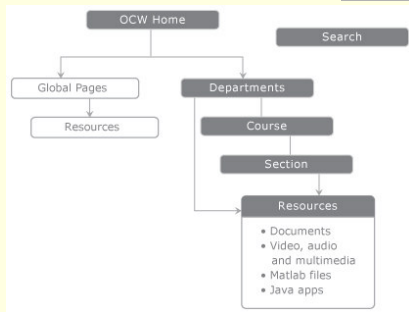 OCW Home
Search
Global Pages
Departments
Resources
Course
Section
Resources
• Documents
• Video, audio
and multimedia
• Matlab files
• Java apps